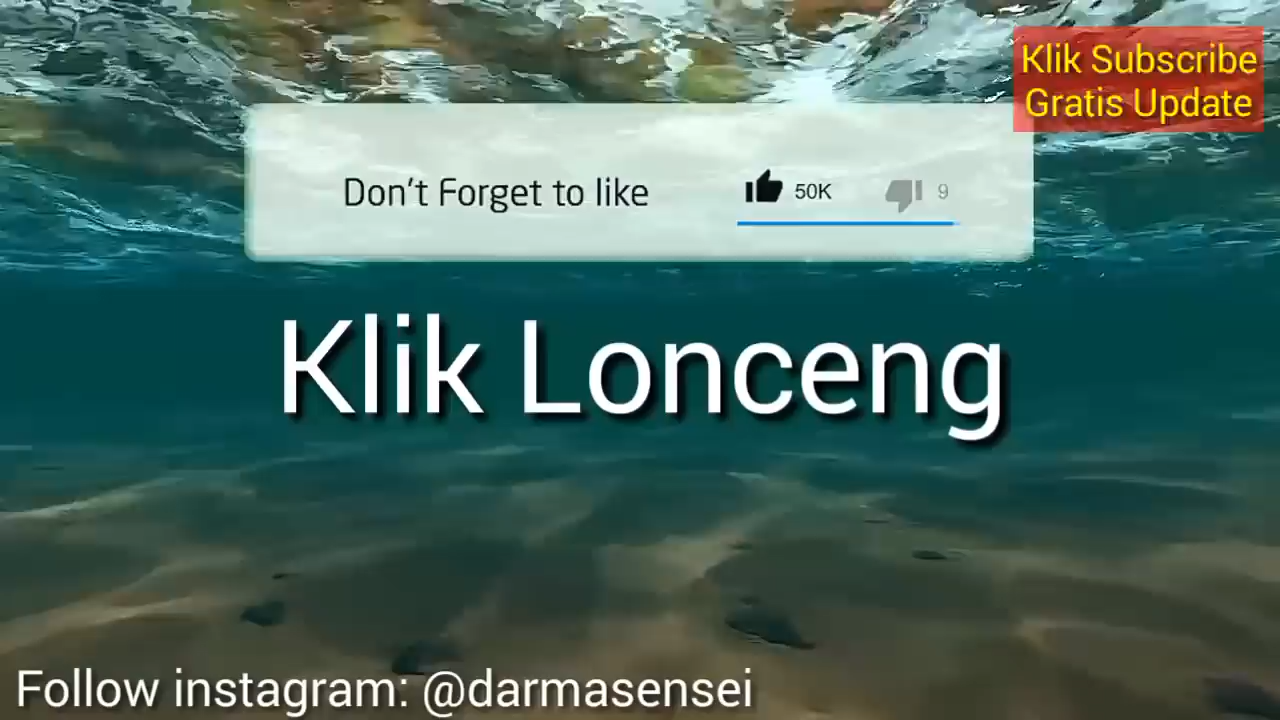 Klik Subscribe
Gratis Update
Don't Forget to like
50K
9
Klik Lonceng
Follow instagram: @darmasensei